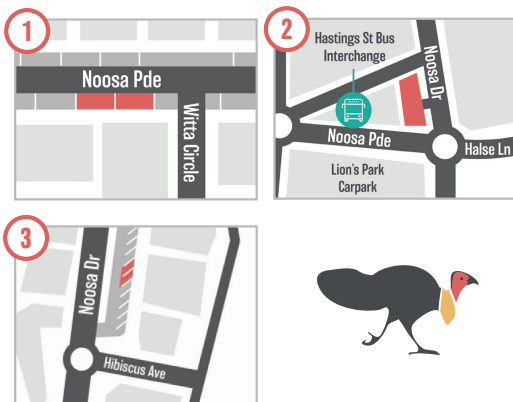 1
Noosa Pde
Witta Circle
2
Hastings St Bus
Interchange
Noosa Dr
Noosa Pde
Halse Ln
Lion's Park
Carpark
3
Noosa Dr
Hibiscus Ave